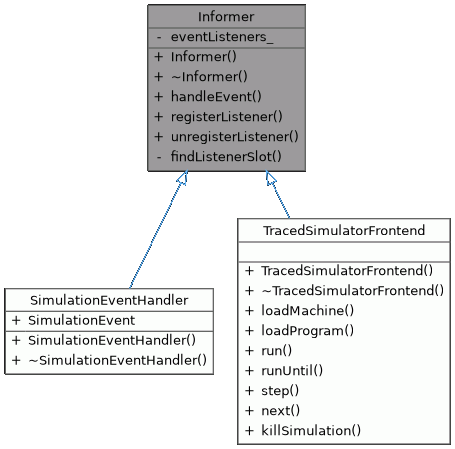 Informer
- eventListeners_
+ Informer()
+ ~Informer()
+ handleEvent()
+ registerListener()
+ unregisterListener()
- findListenerSlot()
TracedSimulatorFrontend
+ TracedSimulatorFrontend()
+ ~TracedSimulatorFrontend()
+ loadMachine()
+ loadProgram()
+ run()
+ runUntil()
+ step()
+ next()
+ killSimulation()
SimulationEventHandler
+ SimulationEvent
+ SimulationEventHandler()
+ ~SimulationEventHandler()